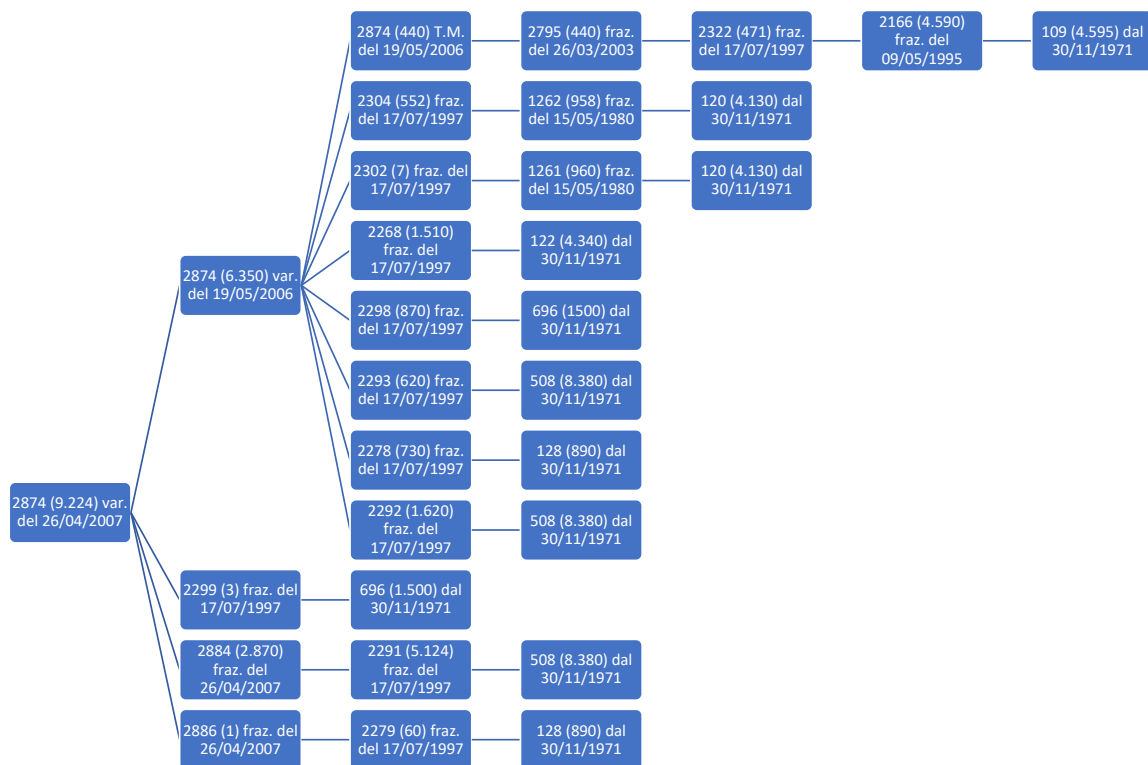 2874 (440) T.M.
del 19/05/2006
2795 (440) fraz.
del 26/03/2003
2322 (471) fraz.
del 17/07/1997
2166 (4.590)
fraz. del
09/05/1995
109 (4.595) dal
30/11/1971
2304 (552) fraz.
del 17/07/1997
1262 (958) fraz.
del 15/05/1980
120 (4.130) dal
30/11/1971
2302 (7) fraz. del
17/07/1997
1261 (960) fraz.
del 15/05/1980
120 (4.130) dal
30/11/1971
2268 (1.510)
fraz. del
17/07/1997
122 (4.340) dal
30/11/1971
2874 (6.350) var.
del 19/05/2006
2298 (870) fraz.
del 17/07/1997
696 (1500) dal
30/11/1971
2293 (620) fraz.
del 17/07/1997
508 (8.380) dal
30/11/1971
2278 (730) fraz.
del 17/07/1997
128 (890) dal
30/11/1971
2874 (9.224) var.
del 26/04/2007
2292 (1.620)
fraz. del
17/07/1997
508 (8.380) dal
30/11/1971
2299 (3) fraz. del
17/07/1997
696 (1.500) dal
30/11/1971
2884 (2.870)
fraz. del
26/04/2007
2291 (5.124)
fraz. del
17/07/1997
508 (8.380) dal
30/11/1971
2886 (1) fraz. del
26/04/2007
2279 (60) fraz.
del 17/07/1997
128 (890) dal
30/11/1971